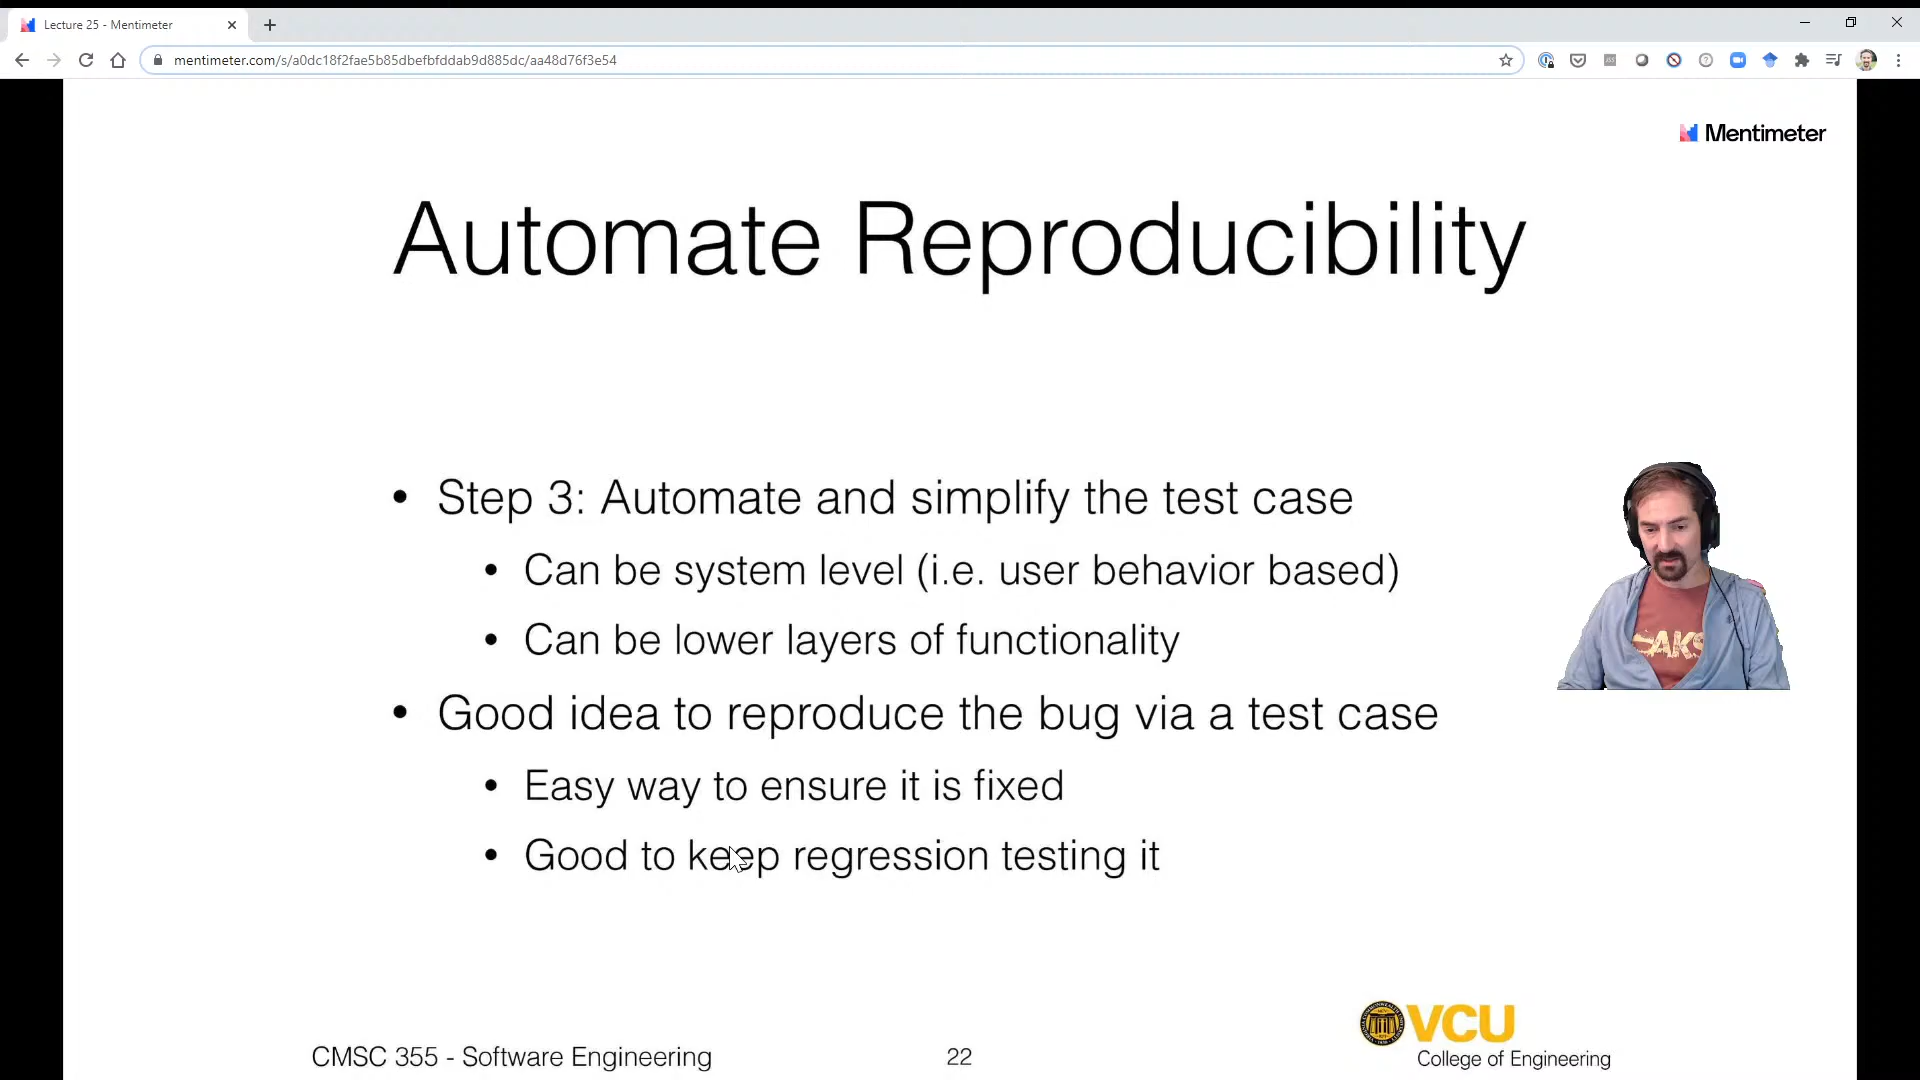 Lecture 25 - Mentimeter
mentimeter.com/s/a0dc18f2fae5b85dbefbfddab9d885dc/aa48d76f3e54
Mentimeter
Automate Reproducibility
• Step 3: Automate and simplify the test case
• Can be system level (i.e. user behavior based)
• Can be lower layers of functionality
• Good idea to reproduce the bug via a test case
• Easy way to ensure it is fixed
• Good to keep regression testing it
CAKS
CMSC 355 - Software Engineering
22
VCU
College of Engineering